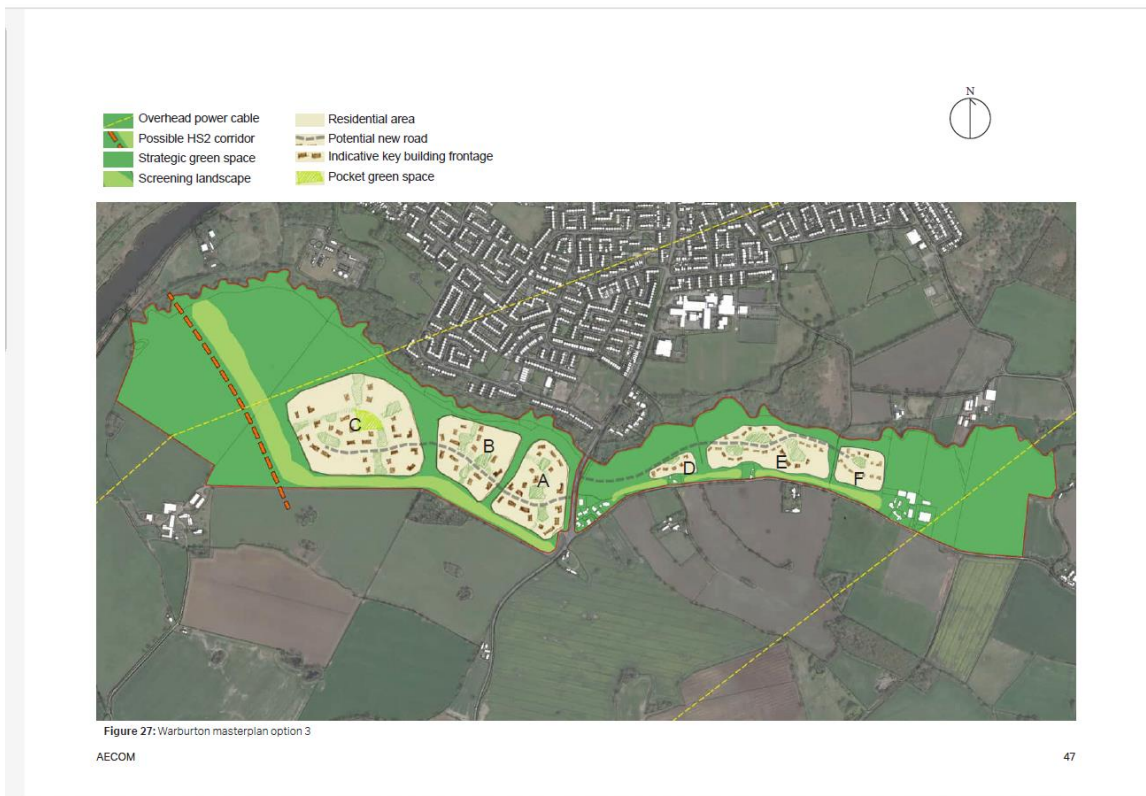 N
Overhead power cable
Possible HS2 corridor
Strategic green space
Screening landscape
Residential area
Potential new road
Indicative key building frontage
Pocket green space
C
B
A
D
E
F
Figure 27: Warburton masterplan option 3
AECOM
47